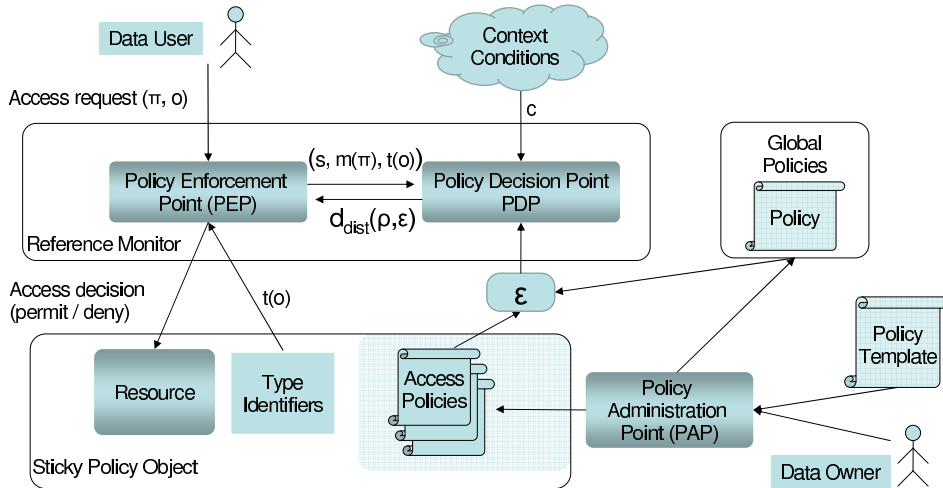 Data User
Context
Conditions
Access request (π, o)
c
Global
Policies
Policy
(s, m(π), t(o))
Policy Enforcement
Point (PEP)
Policy Decision Point
PDP
d_dist(ρ,ε)
Reference Monitor
Access decision
(permit / deny)
t(o)
ε
Policy
Template
Resource
Type
Identifiers
Access
Policies
Policy
Administration
Point (PAP)
Sticky Policy Object
Data Owner